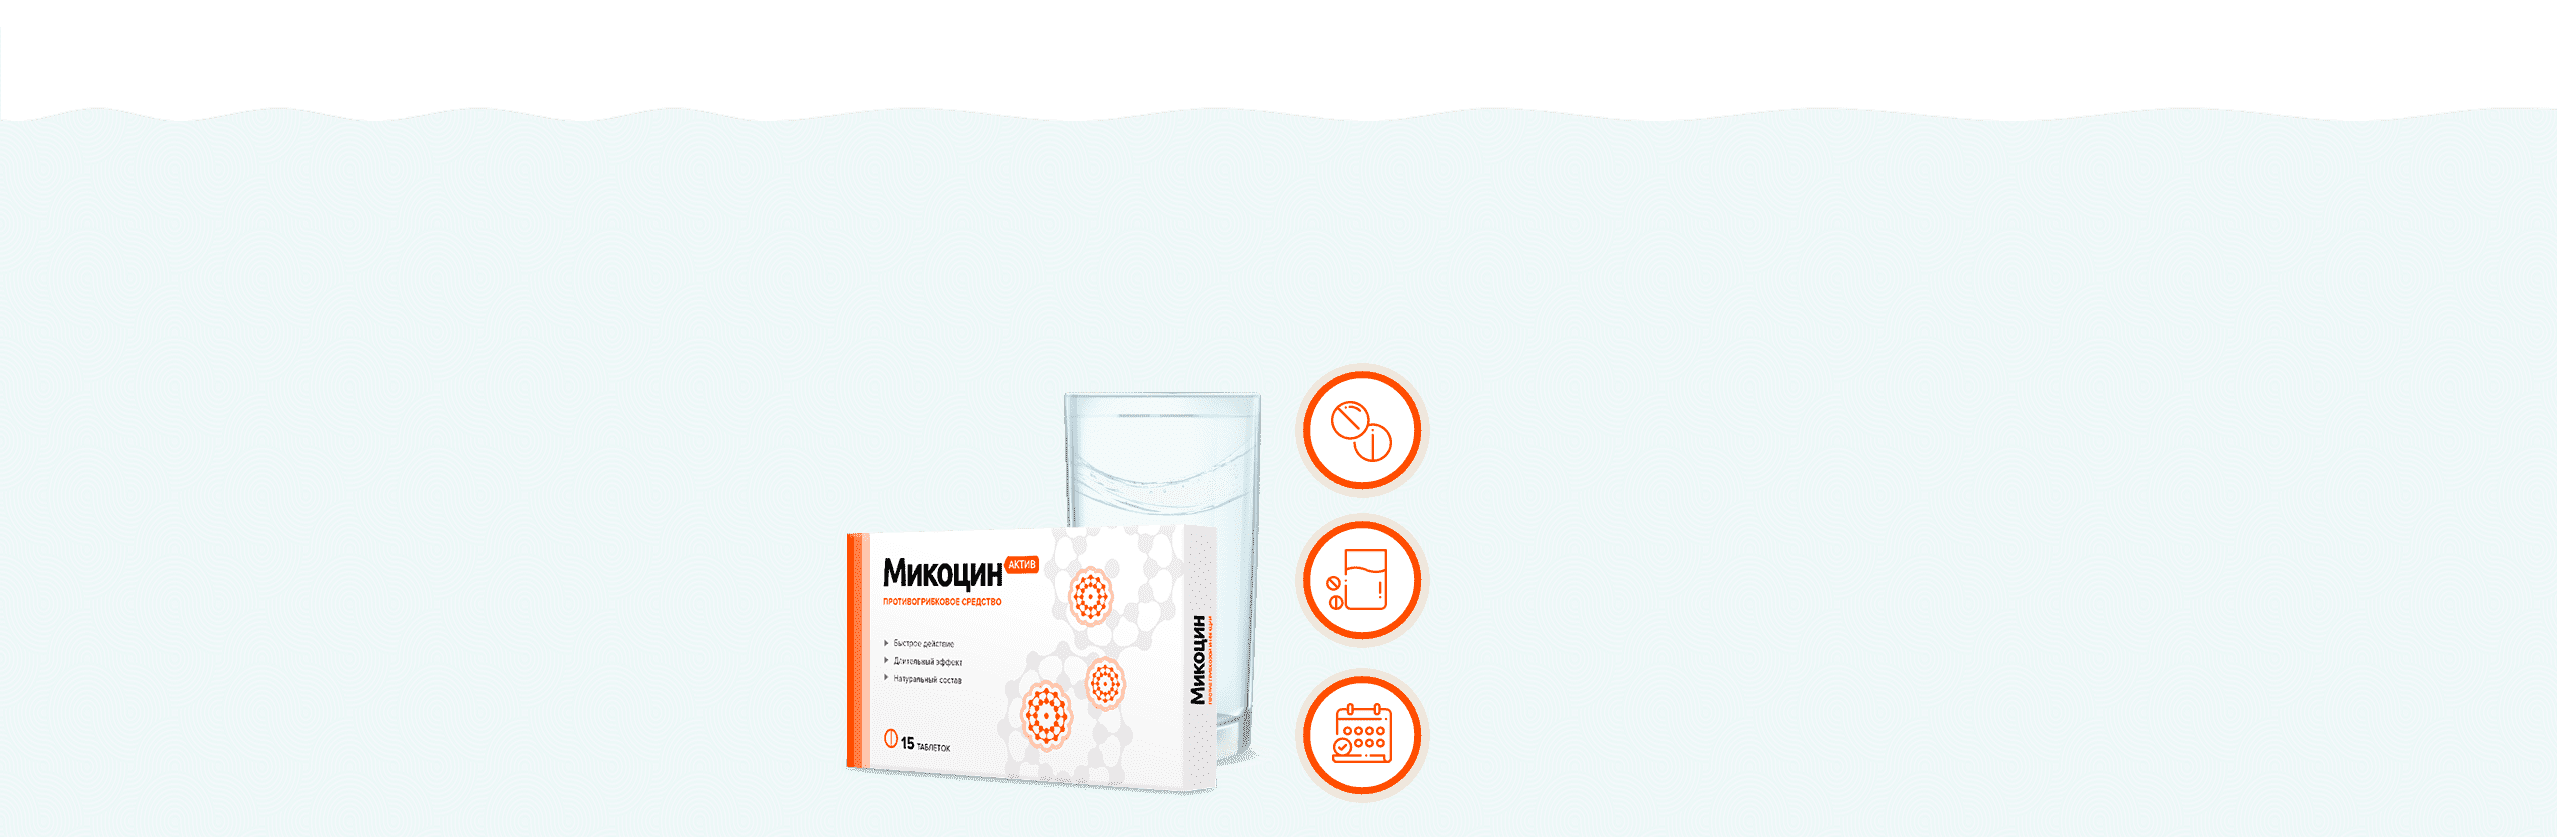 Микоцин АКТИВ
ПРОТИВОГРИБКОВОЕ СРЕДСТВО
Быстрое действие
Длительный эффект
Натуральный состав
15 ТАБЛЕТОК
Микоцин